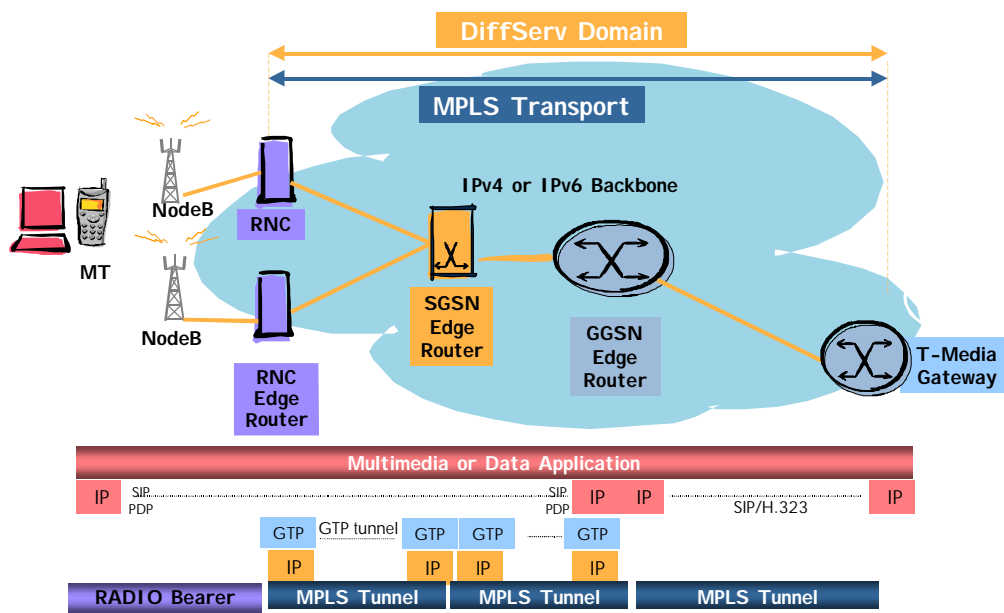 DiffServ Domain
MPLS Transport
IPv4 or IPv6 Backbone
NodeB
RNC
MT
NodeB
SGSN
Edge
Router
GGSN
Edge
Router
T-Media
Gateway
RNC
Edge
Router
Multimedia or Data Application
IP
SIP
PDP
SIP
PDP
IP
IP
SIP/H.323
IP
GTP
GTP tunnel
GTP
GTP
GTP
IP
IP
IP
IP
RADIO Bearer
MPLS Tunnel
MPLS Tunnel
MPLS Tunnel